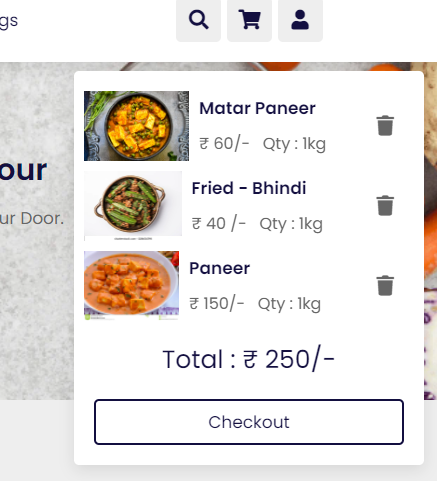 gs
Matar Paneer
₹ 60/- Qty : 1kg
Fried - Bhindi
₹ 40 /- Qty : 1kg
Paneer
₹ 150/- Qty : 1kg
Total : ₹ 250/-
Checkout
our
ur Door.